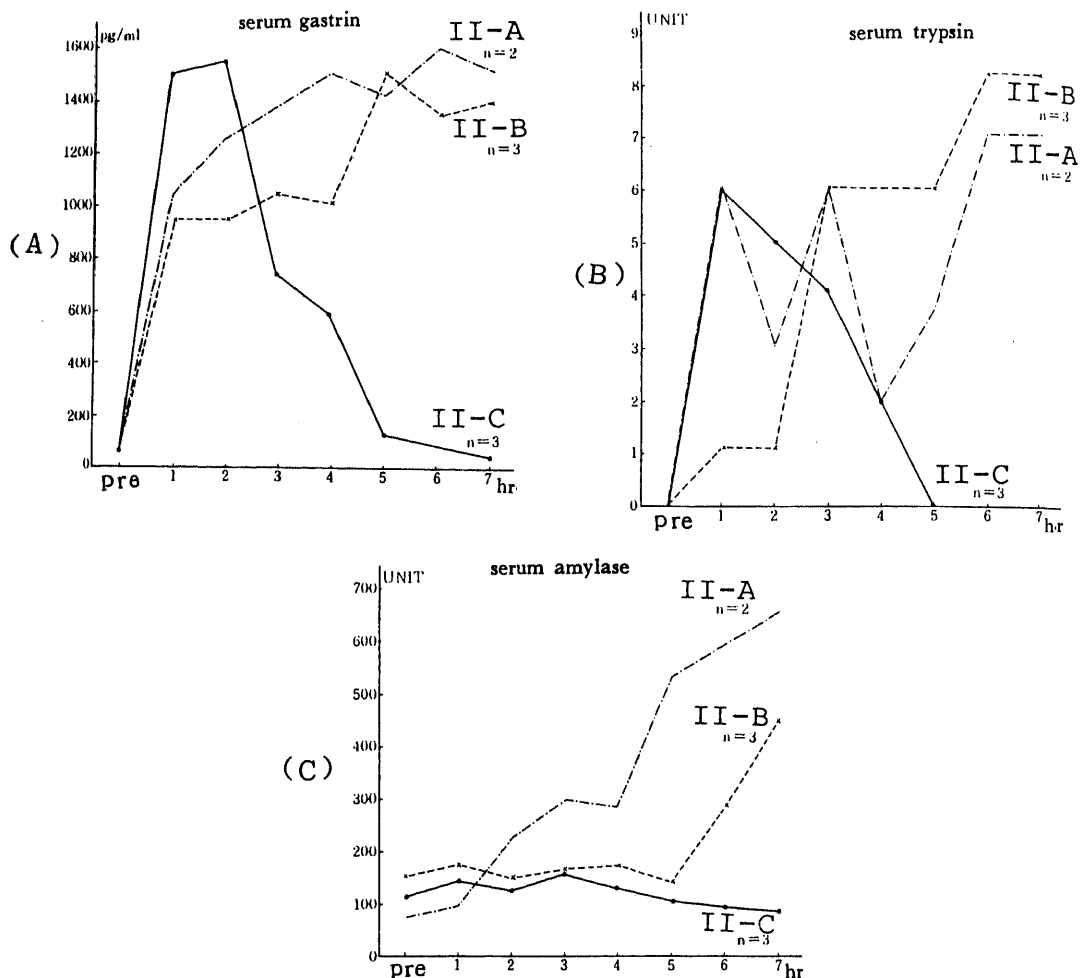 serum gastrin
pg/ml
1600
1400
1200
1000
800
600
400
200
0
pre 1 2 3 4 5 6 7 hr.
II-A
n=2
II-B
n=3
II-C
n=3
(A)
serum trypsin
UNIT
9
8
7
6
5
4
3
2
1
0
pre 1 2 3 4 5 6 7 hr
II-B
n=3
II-A
n=2
II-C
n=3
(B)
serum amylase
UNIT
700
600
500
400
300
200
100
0
pre 1 2 3 4 5 6 7 hr
II-A
n=2
II-B
n=3
II-C
n=3
(C)